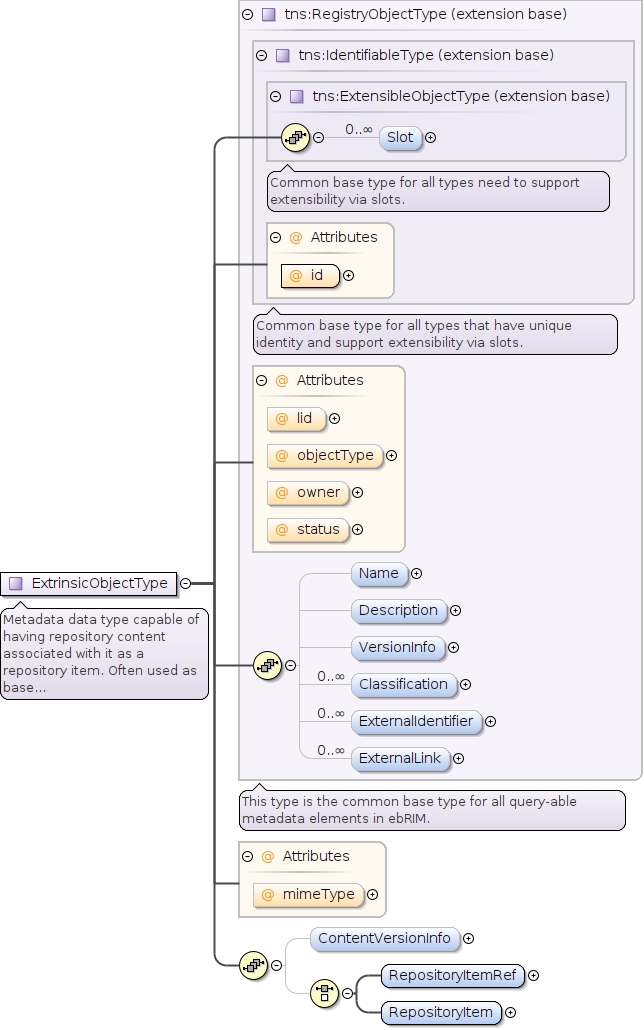 tns:RegistryObjectType (extension base)
tns:IdentifiableType (extension base)
tns:ExtensibleObjectType (extension base)
0..∞
Slot
Common base type for all types need to support
extensibility via slots.
@ Attributes
@ id
Common base type for all types that have unique
identity and support extensibility via slots.
@ Attributes
@ lid
@ objectType
@ owner
@ status
ExtrinsicObjectType
Metadata data type capable of
having repository content
associated with it as a
repository item. Often used as
base...
Name
Description
VersionInfo
0..∞
Classification
0..∞
ExternalIdentifier
0..∞
ExternalLink
This type is the common base type for all query-able
metadata elements in ebRIM.
@ Attributes
@ mimeType
ContentVersionInfo
RepositoryItemRef
RepositoryItem